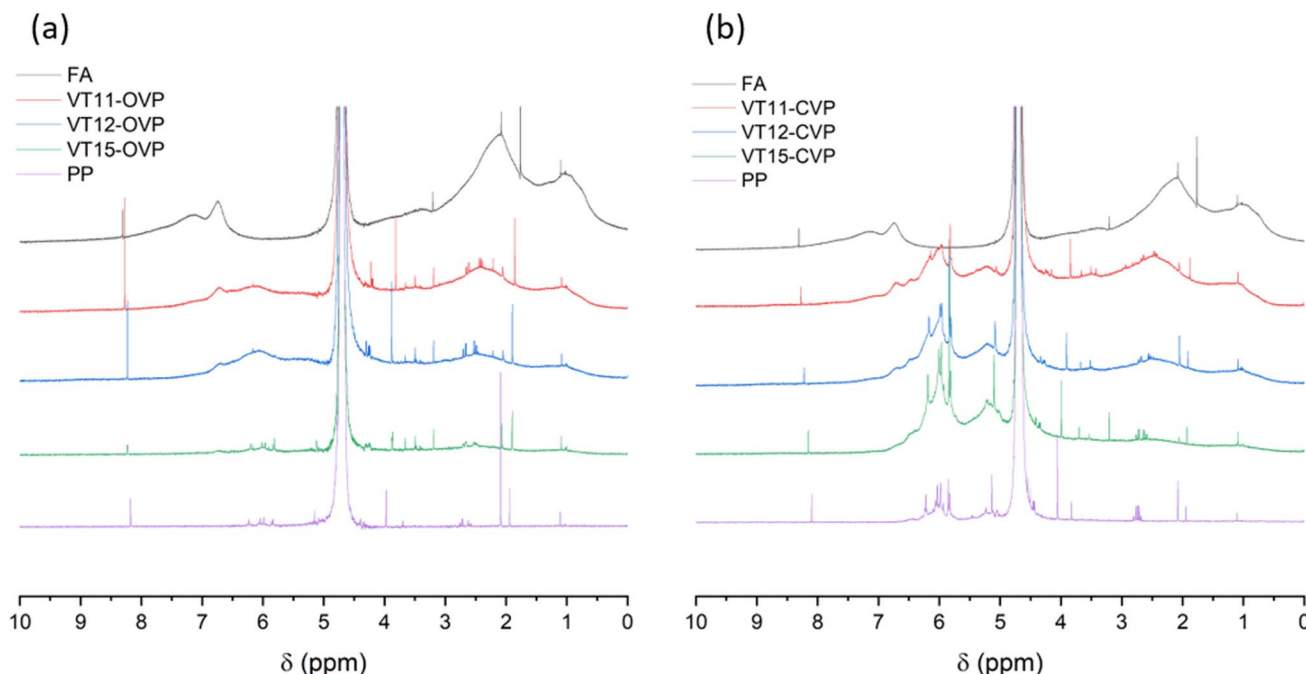 (a)
FA
VT11-OVP
VT12-OVP
VT15-OVP
PP
10 9 8 7 6 5 4 3 2 1 0
δ (ppm)
(b)
FA
VT11-CVP
VT12-CVP
VT15-CVP
PP
10 9 8 7 6 5 4 3 2 1 0
δ (ppm)